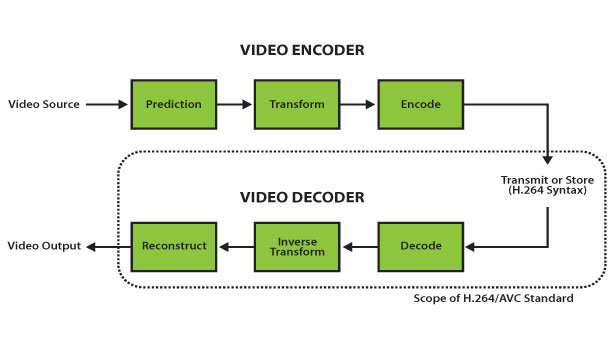 VIDEO ENCODER
Video Source
Prediction
Transform
Encode
Transmit or Store
(H.264 Syntax)
VIDEO DECODER
Video Output
Reconstruct
Inverse
Transform
Decode
Scope of H.264/AVC Standard